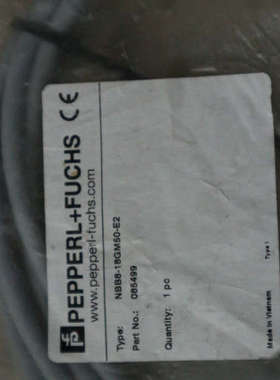 PEPPERL+FUCHS CE
www.pepperl-fuchs.com
Type: NBB8-18GM50-E2
Part No.: 085499
Quantity: 1 pc
Type 1
Made in Vietnam